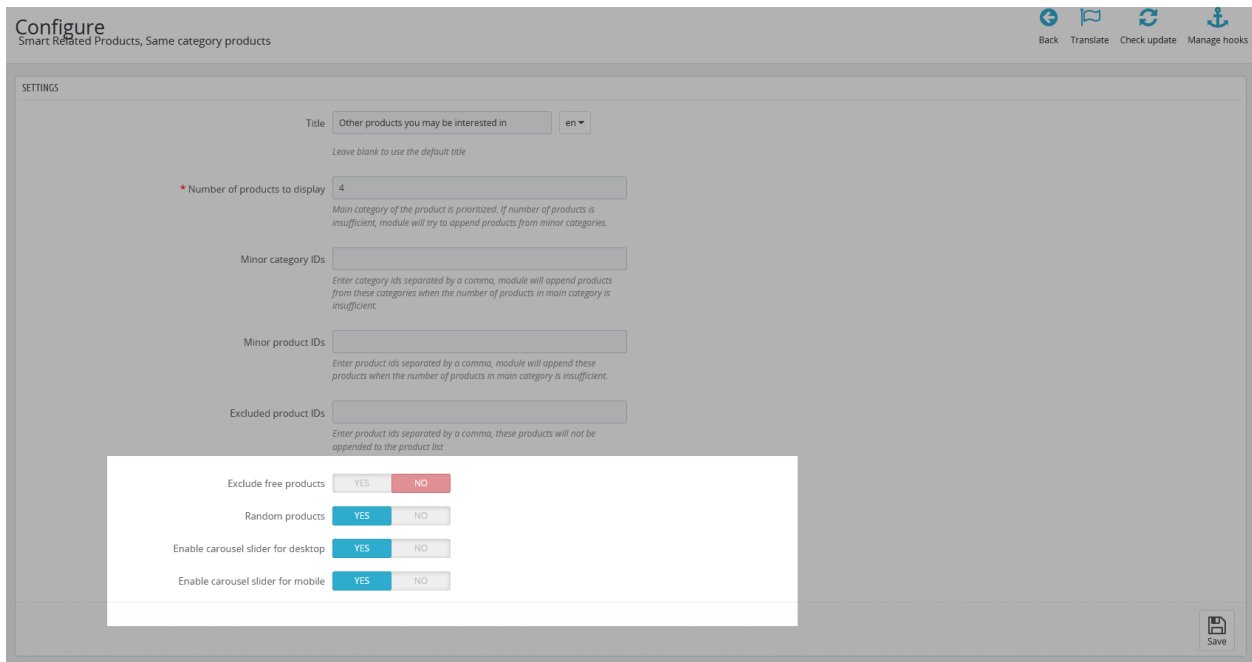 Configure
Smart Related Products, Same category products
Back Translate Check update Manage hooks
SETTINGS
Title Other products you may be interested in en
Leave blank to use the default title
* Number of products to display 4
Main category of the product is prioritized. If number of products is
insufficient, module will try to append products from minor categories.
Minor category IDs
Enter category ids separated by a comma, module will append products
from these categories when the number of products in main category is
insufficient.
Minor product IDs
Enter product ids separated by a comma, module will append these
products when the number of products in main category is insufficient.
Excluded product IDs
Enter product ids separated by a comma, these products will not be
appended to the product list
Exclude free products YES NO
Random products YES NO
Enable carousel slider for desktop YES NO
Enable carousel slider for mobile YES NO
Save